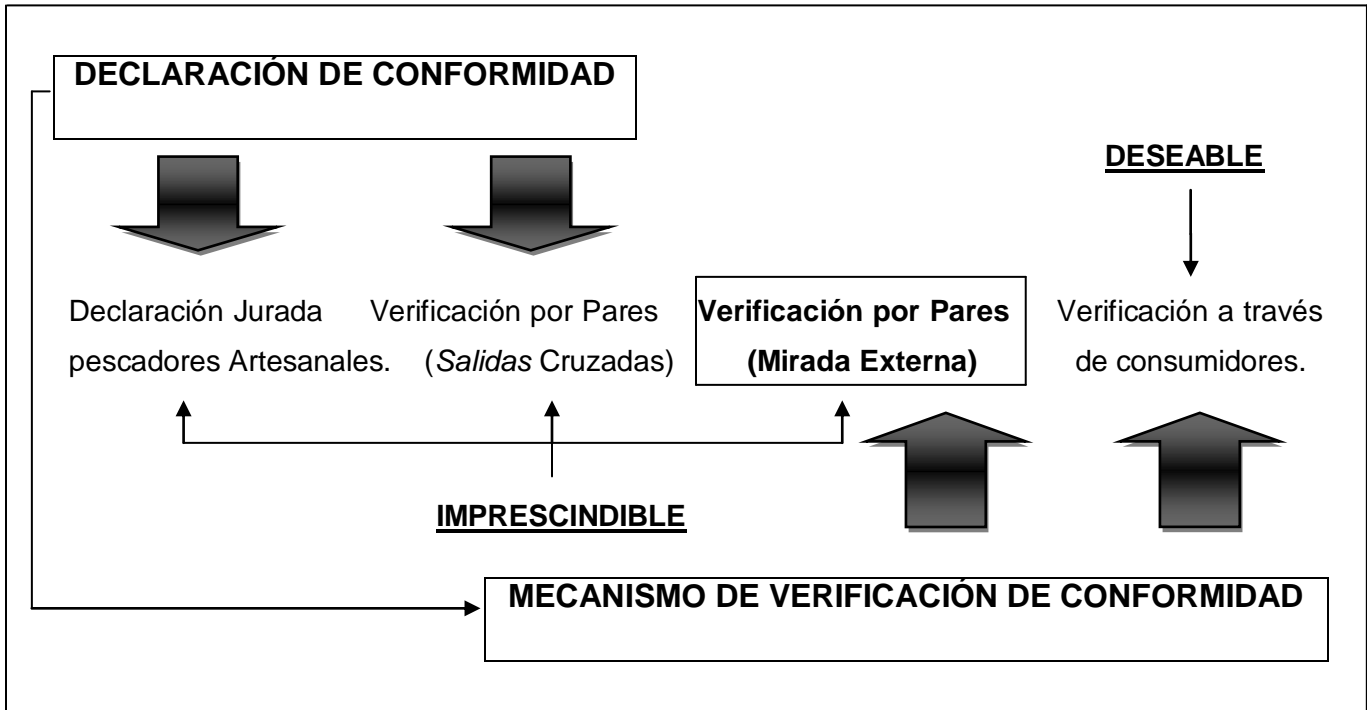 DECLARACIÓN DE CONFORMIDAD
DESEABLE
Declaración Jurada
pescadores Artesanales.
Verificación por Pares
(Salidas Cruzadas)
Verificación por Pares
(Mirada Externa)
Verificación a través
de consumidores.
IMPRESCINDIBLE
MECANISMO DE VERIFICACIÓN DE CONFORMIDAD